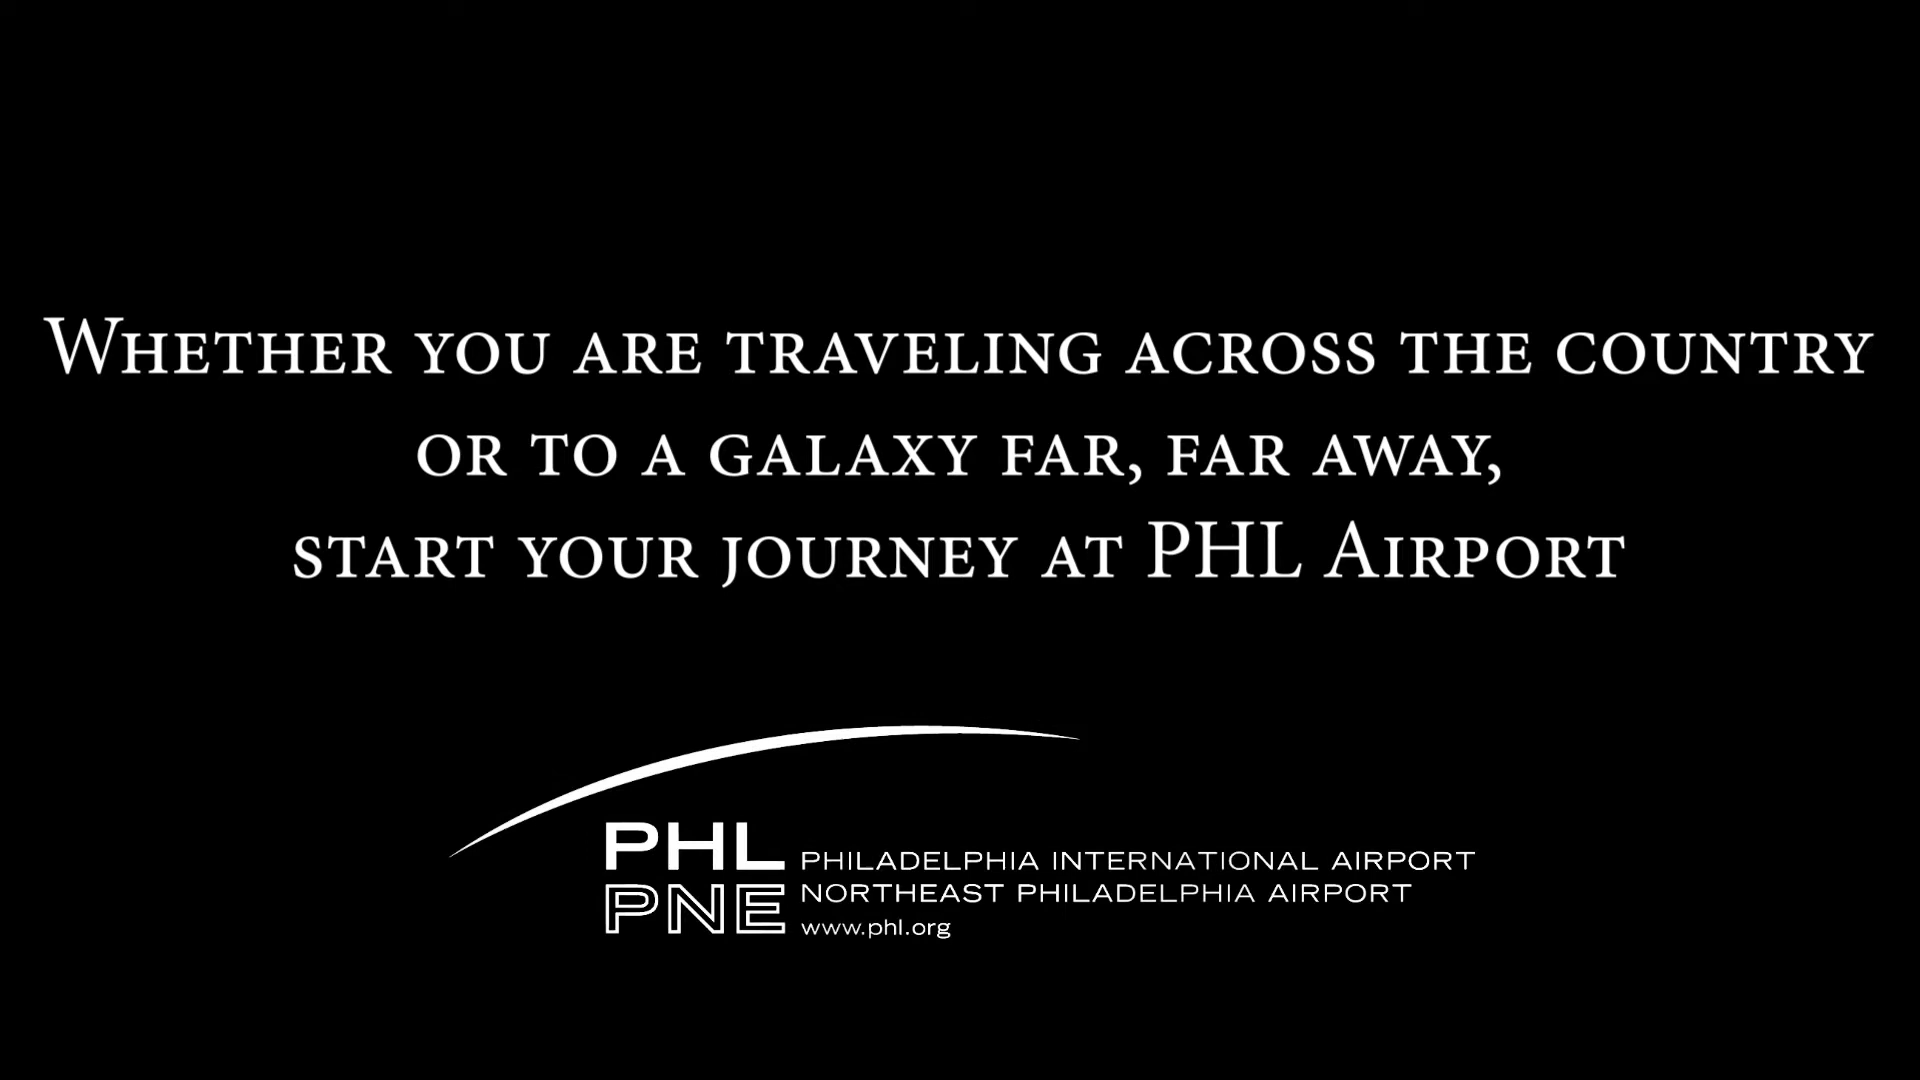 Whether you are traveling across the country
or to a galaxy far, far away,
start your journey at PHL Airport
PHL PHILADELPHIA INTERNATIONAL AIRPORT
PNE NORTHEAST PHILADELPHIA AIRPORT
www.phl.org